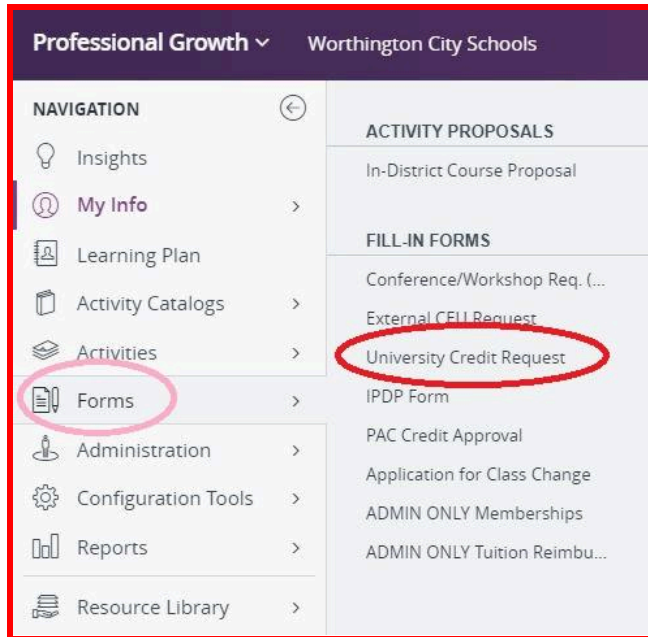 Professional Growth Worthington City Schools
NAVIGATION
Insights
My Info
Learning Plan
Activity Catalogs
Activities
Forms
Administration
Configuration Tools
Reports
Resource Library
ACTIVITY PROPOSALS
In-District Course Proposal
FILL-IN FORMS
Conference/Workshop Req. (...
External CEU Request
University Credit Request
IPDP Form
PAC Credit Approval
Application for Class Change
ADMIN ONLY Memberships
ADMIN ONLY Tuition Reimbu...